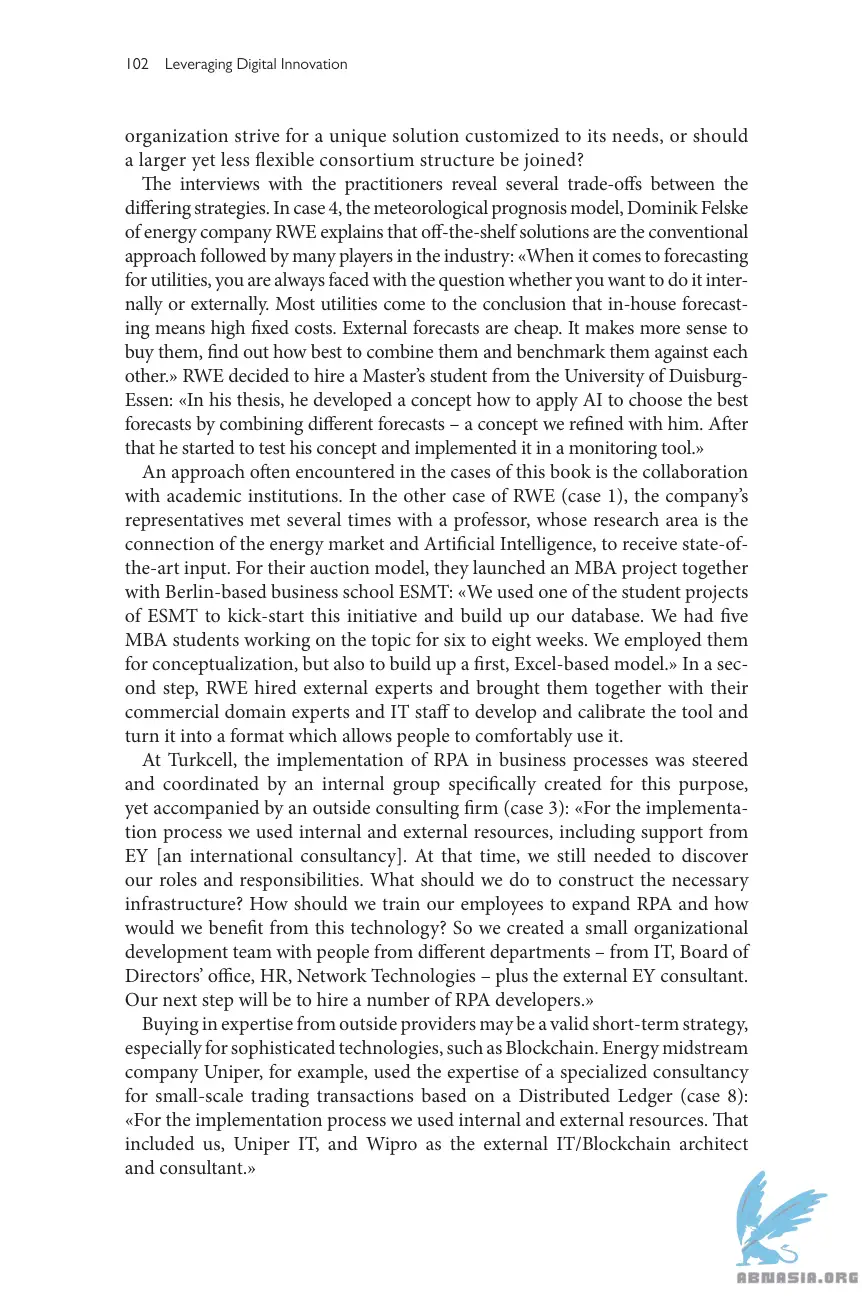 102 Leveraging Digital Innovation
organization strive for a unique solution customized to its needs, or should
a larger yet less flexible consortium structure be joined?
The interviews with the practitioners reveal several trade-offs between the
differing strategies. In case 4, the meteorological prognosis model, Dominik Felske
of energy company RWE explains that off-the-shelf solutions are the conventional
approach followed by many players in the industry: «When it comes to forecasting
for utilities, you are always faced with the question whether you want to do it inter-
nally or externally. Most utilities come to the conclusion that in-house forecast-
ing means high fixed costs. External forecasts are cheap. It makes more sense to
buy them, find out how best to combine them and benchmark them against each
other.» RWE decided to hire a Master’s student from the University of Duisburg-
Essen: «In his thesis, he developed a concept how to apply AI to choose the best
forecasts by combining different forecasts – a concept we refined with him. After
that he started to test his concept and implemented it in a monitoring tool.»
An approach often encountered in the cases of this book is the collaboration
with academic institutions. In the other case of RWE (case 1), the company’s
representatives met several times with a professor, whose research area is the
connection of the energy market and Artificial Intelligence, to receive state-of-
the-art input. For their auction model, they launched an MBA project together
with Berlin-based business school ESMT: «We used one of the student projects
of ESMT to kick-start this initiative and build up our database. We had five
MBA students working on the topic for six to eight weeks. We employed them
for conceptualization, but also to build up a first, Excel-based model.» In a sec-
ond step, RWE hired external experts and brought them together with their
commercial domain experts and IT staff to develop and calibrate the tool and
turn it into a format which allows people to comfortably use it.
At Turkcell, the implementation of RPA in business processes was steered
and coordinated by an internal group specifically created for this purpose,
yet accompanied by an outside consulting firm (case 3): «For the implementa-
tion process we used internal and external resources, including support from
EY [an international consultancy]. At that time, we still needed to discover
our roles and responsibilities. What should we do to construct the necessary
infrastructure? How should we train our employees to expand RPA and how
would we benefit from this technology? So we created a small organizational
development team with people from different departments – from IT, Board of
Directors’ office, HR, Network Technologies – plus the external EY consultant.
Our next step will be to hire a number of RPA developers.»
Buying in expertise from outside providers may be a valid short-term strategy,
especially for sophisticated technologies, such as Blockchain. Energy midstream
company Uniper, for example, used the expertise of a specialized consultancy
for small-scale trading transactions based on a Distributed Ledger (case 8):
«For the implementation process we used internal and external resources. That
included us, Uniper IT, and Wipro as the external IT/Blockchain architect
and consultant.»
ABNASIA.ORG